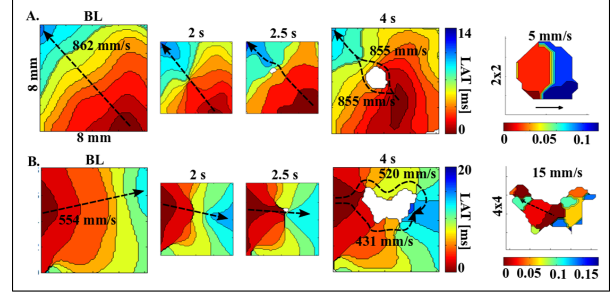 A. BL 2 s 2.5 s 4 s 5 mm/s
862 mm/s 855 mm/s 855 mm/s
8 mm
8 mm
14
LAT [ms]
0
2x2
0 0.05 0.1
B. BL 2 s 2.5 s 4 s 15 mm/s
554 mm/s 520 mm/s 431 mm/s
20
LAT [ms]
0
4x4
0 0.05 0.1 0.15